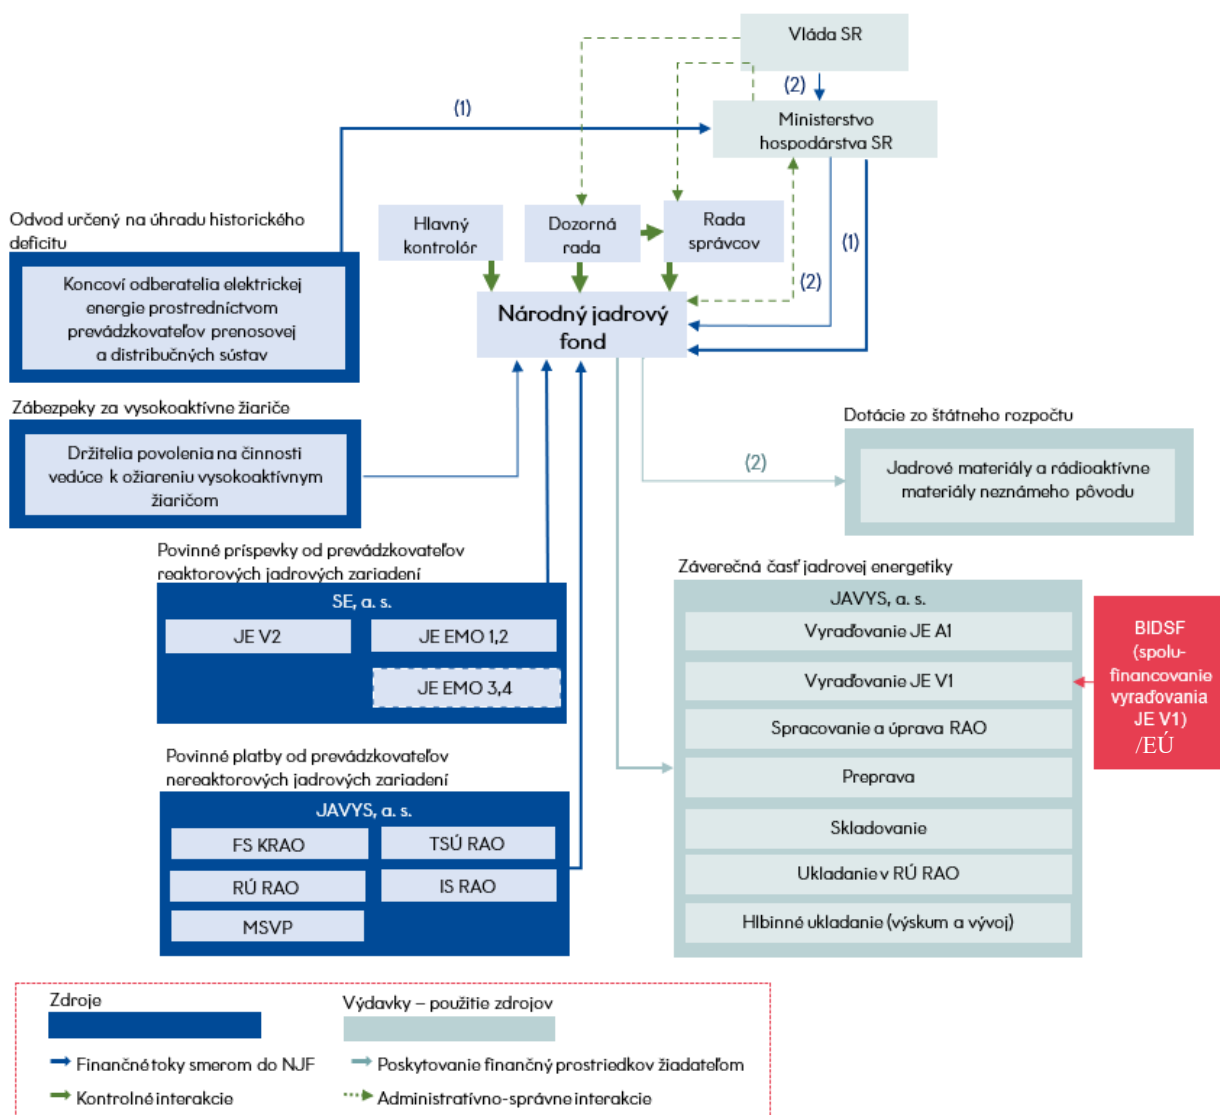 Vláda SR
(2)
(1)
Ministerstvo
hospodárstva SR
Odvod určený na úhradu historického
deficitu
Koncoví odberatelia elektrickej
energie prostredníctvom
prevádzkovateľov prenosovej
a distribučných sústav
Hlavný
kontrolór
Dozorná
rada
Rada
správcov
(1)
(2)
Národný jadrový
fond
Zábezpeky za vysokoaktívne žiariče
Držitelia povolenia na činnosti
vedúce k ožiareniu vysokoaktívnym
žiaričom
Dotácie zo štátneho rozpočtu
(2)
Jadrové materiály a rádioaktívne
materiály neznámeho pôvodu
Povinné príspevky od prevádzkovateľov
reaktorových jadrových zariadení
SE, a. s.
JE V2
JE EMO 1,2
JE EMO 3,4
Povinné platby od prevádzkovateľov
nereaktorových jadrových zariadení
JAVYS, a. s.
FS KRAO
TSÚ RAO
RÚ RAO
IS RAO
MSVP
Záverečná časť jadrovej energetiky
JAVYS, a. s.
Vyraďovanie JE A1
Vyraďovanie JE V1
Spracovanie a úprava RAO
Preprava
Skladovanie
Ukladanie v RÚ RAO
Hlbinné ukladanie (výskum a vývoj)
BIDSF
(spolu-
financovanie
vyraďovania
JE V1)
/EÚ
Zdroje
Výdavky – použitie zdrojov
Finančné toky smerom do NJF
Poskytovanie finančný prostriedkov žiadateľom
Kontrolné interakcie
Administratívno-správne interakcie